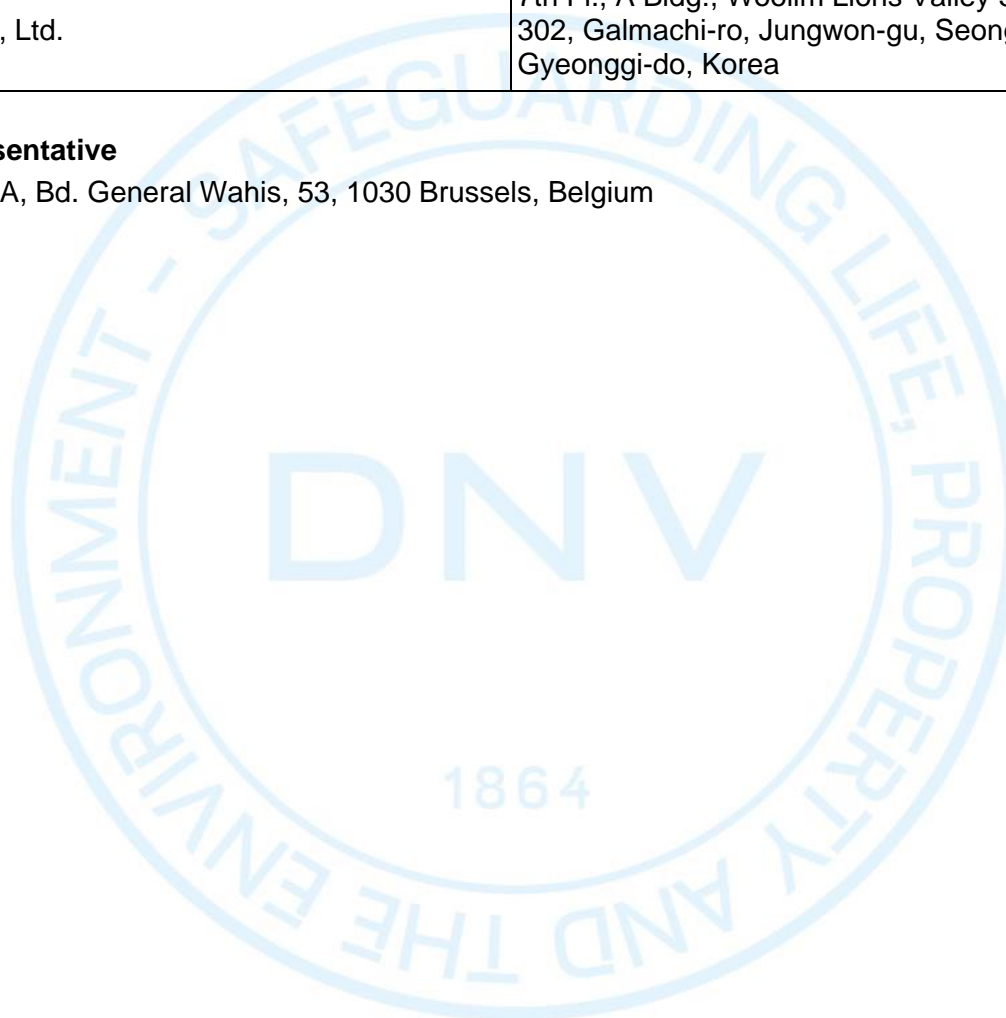 , Ltd.
302, Galmachi-ro, Jungwon-gu, Seong
Gyeonggi-do, Korea
sentative
A, Bd. General Wahis, 53, 1030 Brussels, Belgium
SAFEGUARDING LIFE, PROPERTY AND THE ENVIRONMENT -
DNV
1864